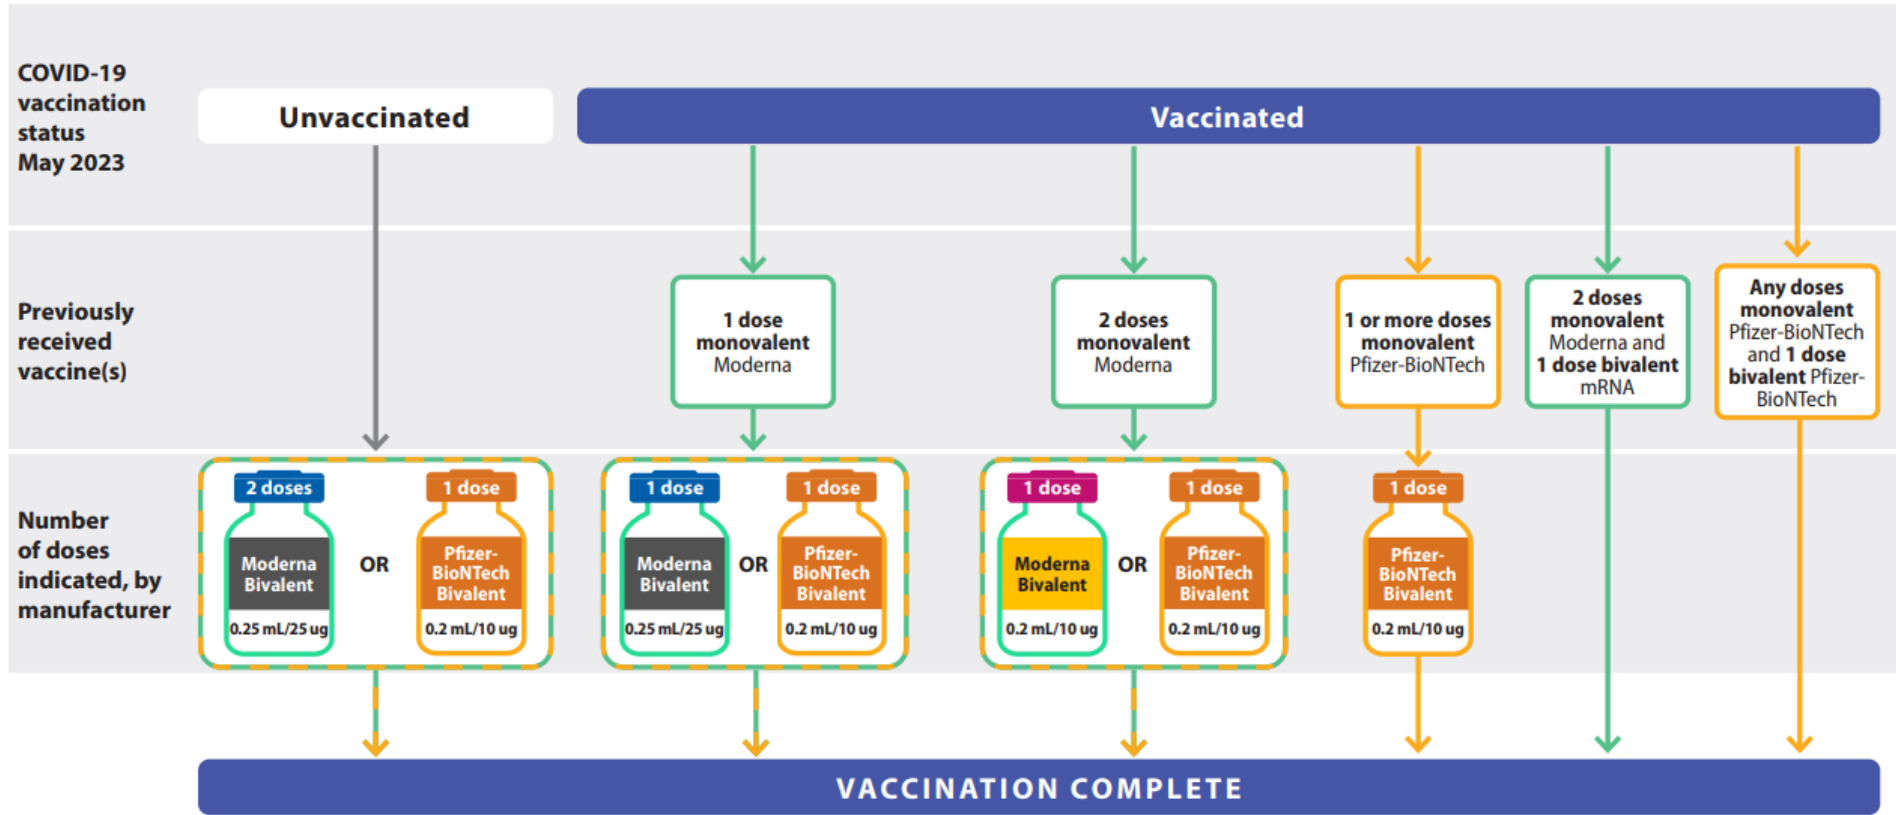 COVID-19
vaccination
status
May 2023
Unvaccinated
Vaccinated
Previously
received
vaccine(s)
1 dose
monovalent
Moderna
2 doses
monovalent
Moderna
1 or more doses
monovalent
Pfizer-BioNTech
2 doses
monovalent
Moderna and
1 dose bivalent
mRNA
Any doses
monovalent
Pfizer-BioNTech
and 1 dose
bivalent Pfizer-
BioNTech
Number
of doses
indicated, by
manufacturer
2 doses
Moderna
Bivalent
0.25 mL/25 ug
OR
1 dose
Pfizer-
BioNTech
Bivalent
0.2 mL/10 ug
1 dose
Moderna
Bivalent
0.25 mL/25 ug
OR
1 dose
Pfizer-
BioNTech
Bivalent
0.2 mL/10 ug
1 dose
Moderna
Bivalent
0.2 mL/10 ug
OR
1 dose
Pfizer-
BioNTech
Bivalent
0.2 mL/10 ug
1 dose
Pfizer-
BioNTech
Bivalent
0.2 mL/10 ug
VACCINATION COMPLETE